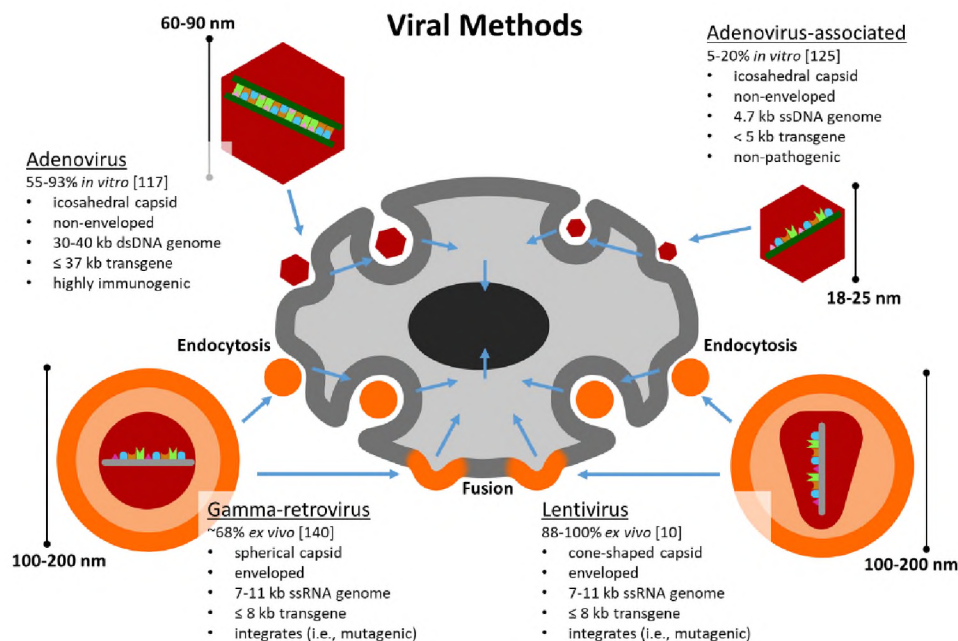 Viral Methods
60-90 nm
Adenovirus
55-93% in vitro [117]
• icosahedral capsid
• non-enveloped
• 30-40 kb dsDNA genome
• ≤ 37 kb transgene
• highly immunogenic
Adenovirus-associated
5-20% in vitro [125]
• icosahedral capsid
• non-enveloped
• 4.7 kb ssDNA genome
• < 5 kb transgene
• non-pathogenic
18-25 nm
Endocytosis
Endocytosis
Fusion
100-200 nm
Gamma-retrovirus
~68% ex vivo [140]
• spherical capsid
• enveloped
• 7-11 kb ssRNA genome
• ≤ 8 kb transgene
• integrates (i.e., mutagenic)
Lentivirus
88-100% ex vivo [10]
• cone-shaped capsid
• enveloped
• 7-11 kb ssRNA genome
• ≤ 8 kb transgene
• integrates (i.e., mutagenic)
100-200 nm